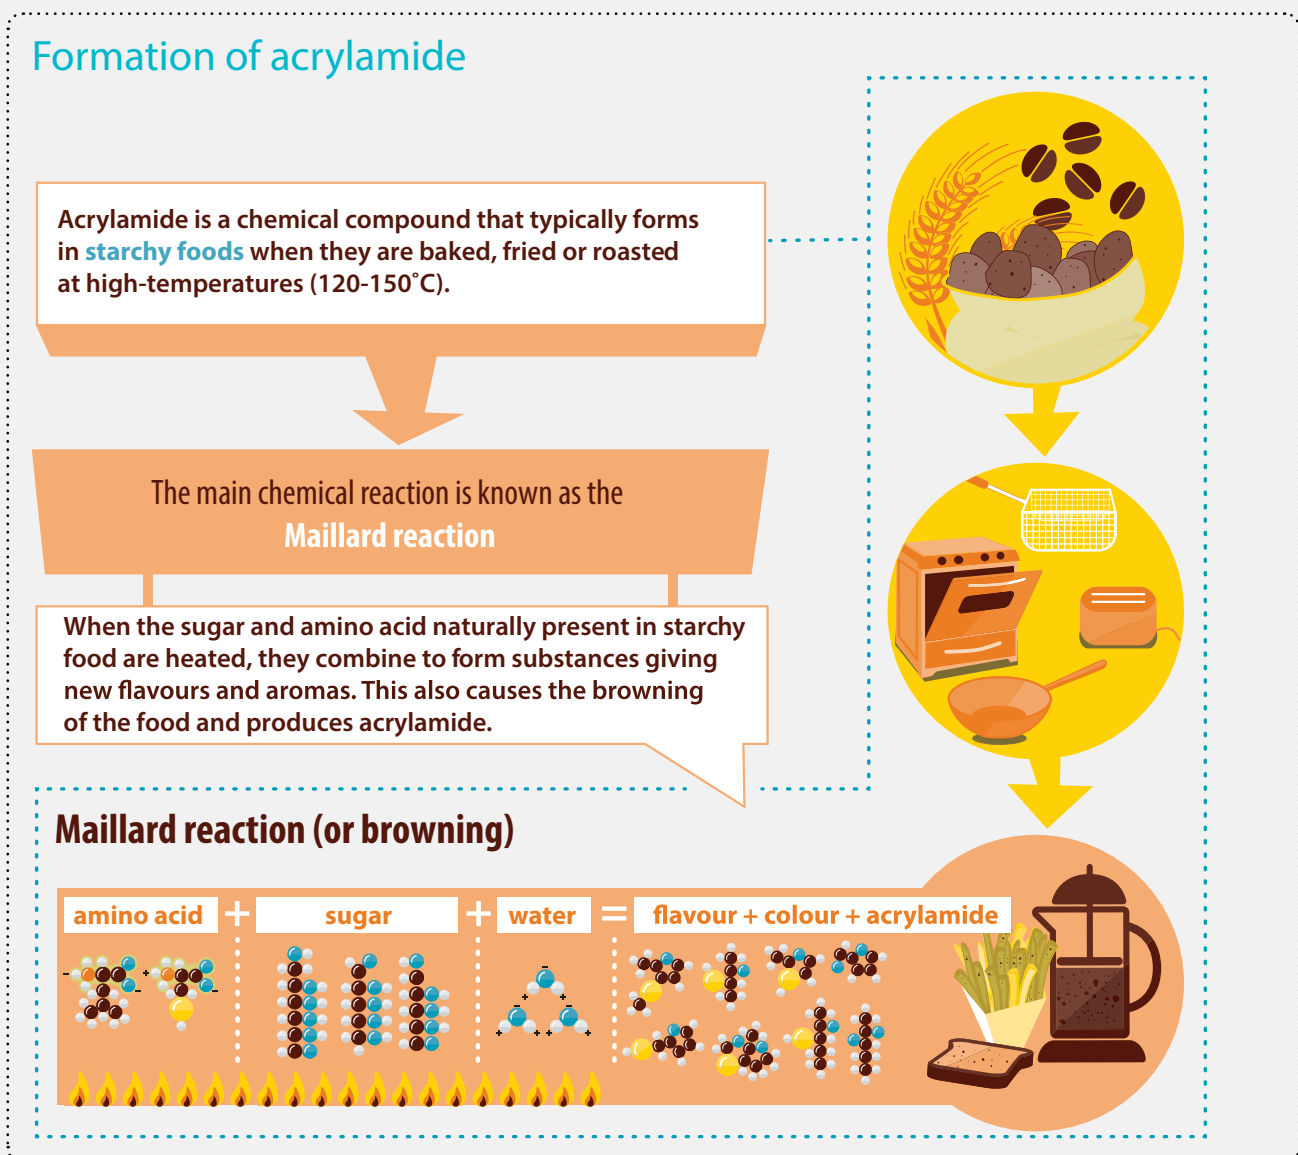 Formation of acrylamide
Acrylamide is a chemical compound that typically forms
in starchy foods when they are baked, fried or roasted
at high-temperatures (120-150˚C).
The main chemical reaction is known as the
Maillard reaction
When the sugar and amino acid naturally present in starchy
food are heated, they combine to form substances giving
new flavours and aromas. This also causes the browning
of the food and produces acrylamide.
Maillard reaction (or browning)
amino acid + sugar + water = flavour + colour + acrylamide